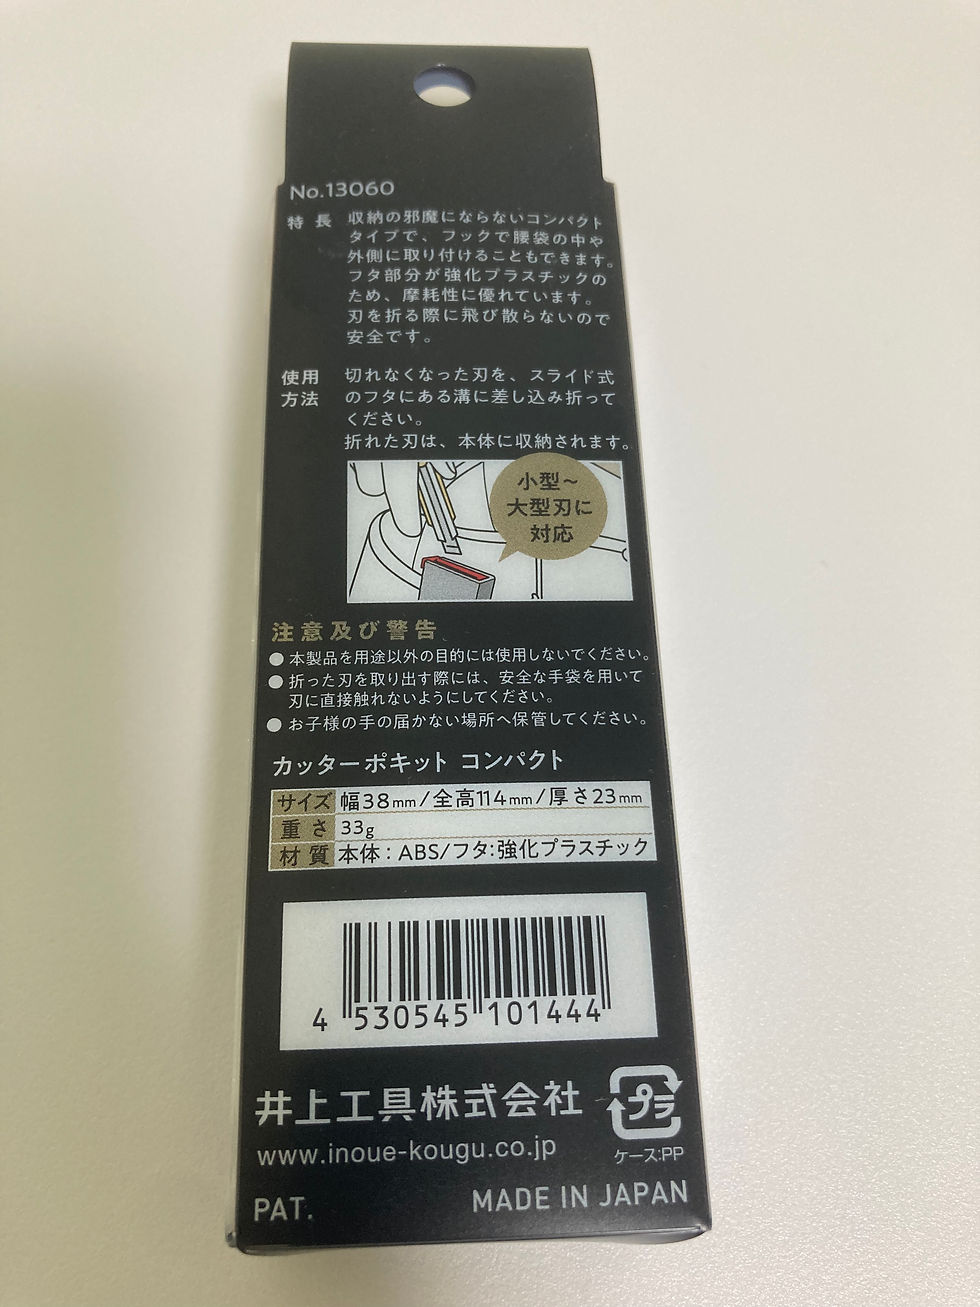 No.13060
特長 収納の邪魔にならないコンパクト
タイプで、フックで腰袋の中や
外側に取り付けることもできます。
フタ部分が強化プラスチックの
ため、摩耗性に優れています。
刃を折る際に飛び散らないので
安全です。
使用方法 切れなくなった刃を、スライド式
のフタにある溝に差し込み折って
ください。
折れた刃は、本体に収納されます。
小型～
大型刃に
対応
注意及び警告
●本製品を用途以外の目的には使用しないでください。
●折った刃を取り出す際には、安全な手袋を用いて
刃に直接触れないようにしてください。
●お子様の手の届かない場所へ保管してください。
カッターポキット コンパクト
サイズ 幅38mm/全高114mm/厚さ23mm
重さ 33g
材質 本体：ABS/フタ:強化プラスチック
4 530545 101444
井上工具株式会社
プラ
www.inoue-kougu.co.jp
ケース:PP
PAT.
MADE IN JAPAN